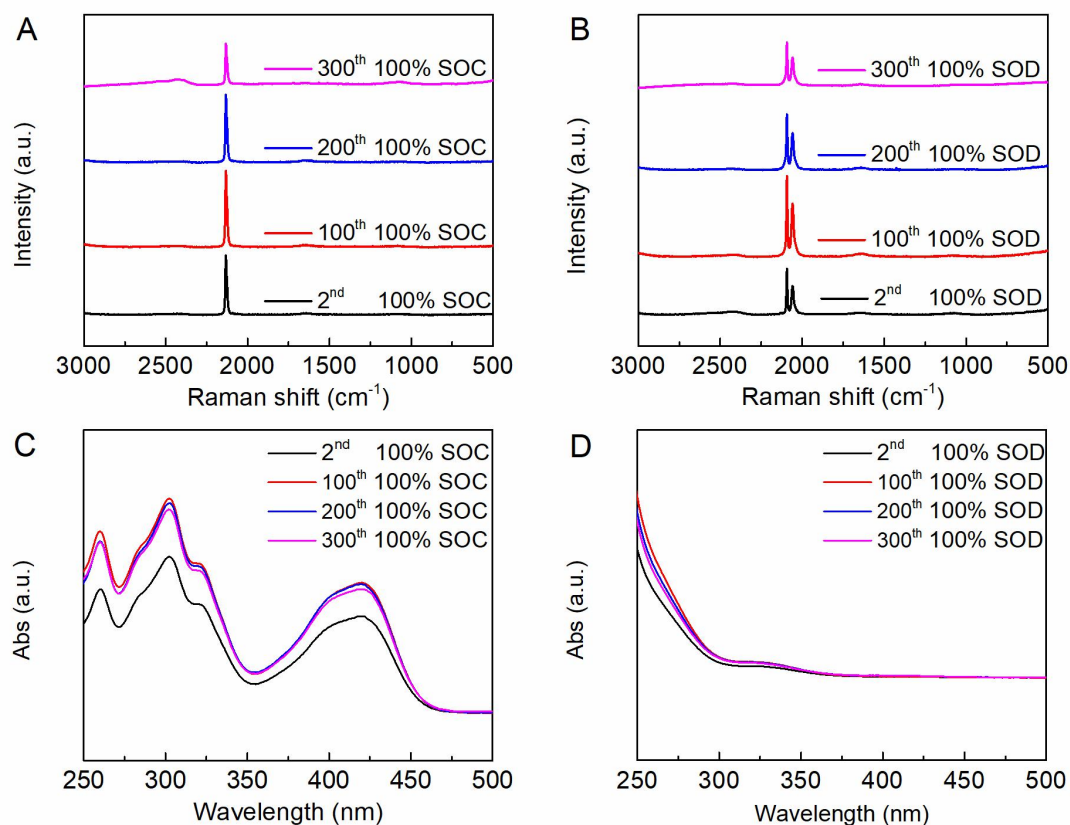 A
Intensity (a.u.)
300th 100% SOC
200th 100% SOC
100th 100% SOC
2nd 100% SOC
3000 2500 2000 1500 1000 500
Raman shift (cm-1)
B
Intensity (a.u.)
300th 100% SOD
200th 100% SOD
100th 100% SOD
2nd 100% SOD
3000 2500 2000 1500 1000 500
Raman shift (cm-1)
C
Abs (a.u.)
2nd 100% SOC
100th 100% SOC
200th 100% SOC
300th 100% SOC
250 300 350 400 450 500
Wavelength (nm)
D
Abs (a.u.)
2nd 100% SOD
100th 100% SOD
200th 100% SOD
300th 100% SOD
250 300 350 400 450 500
Wavelength (nm)